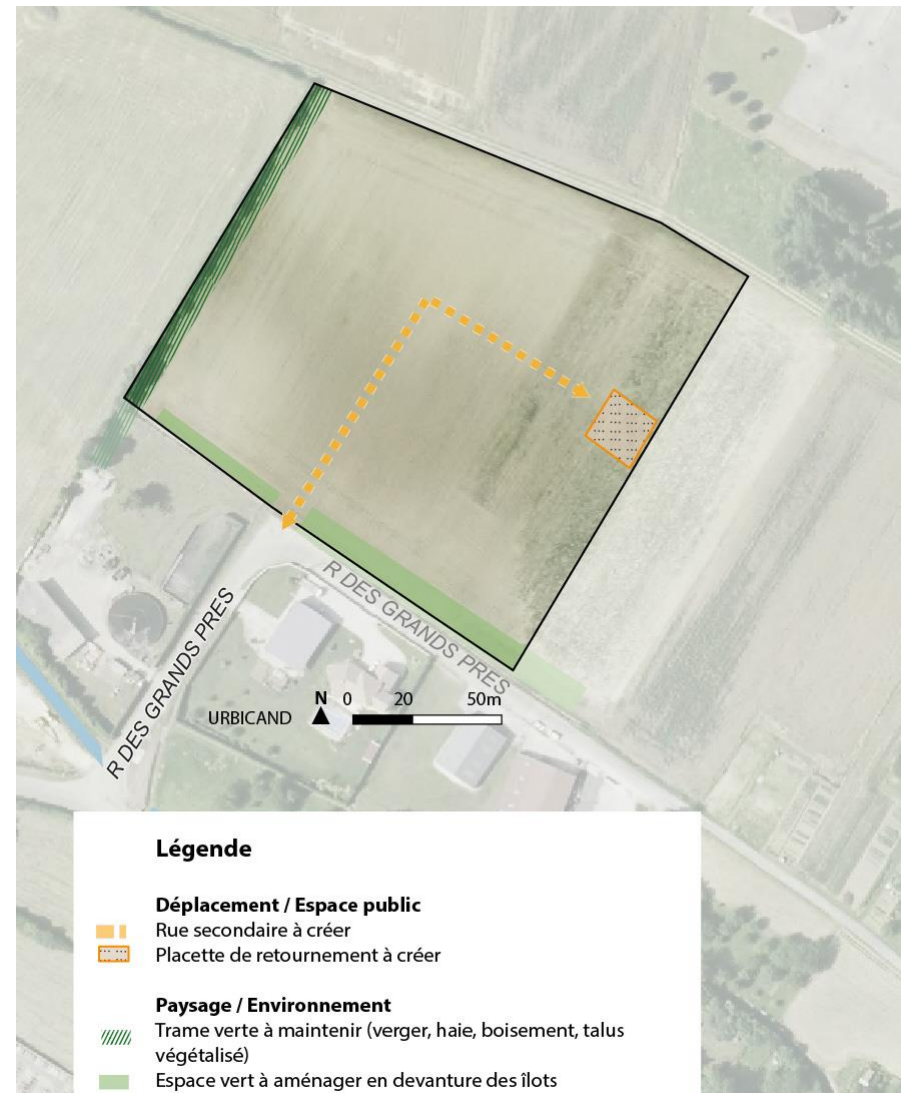 R DES GRANDS PRES
R DES GRANDS PRES
URBICAND
N 0 20 50m
Légende
Déplacement / Espace public
Rue secondaire à créer
Placette de retournement à créer
Paysage / Environnement
Trame verte à maintenir (verger, haie, boisement, talus
végétalisé)
Espace vert à aménager en devanture des îlots